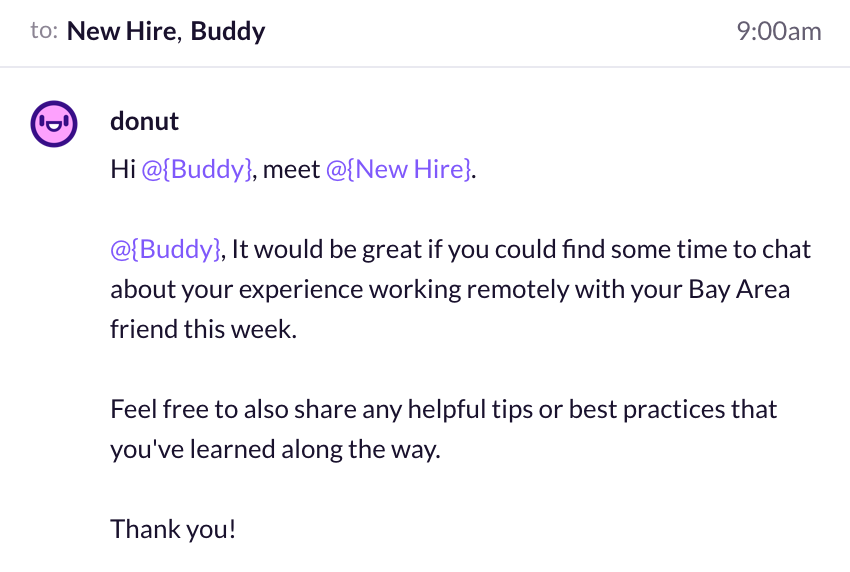 to: New Hire, Buddy 9:00am
donut
Hi @{Buddy}, meet @{New Hire}.
@{Buddy}, It would be great if you could find some time to chat
about your experience working remotely with your Bay Area
friend this week.
Feel free to also share any helpful tips or best practices that
you've learned along the way.
Thank you!